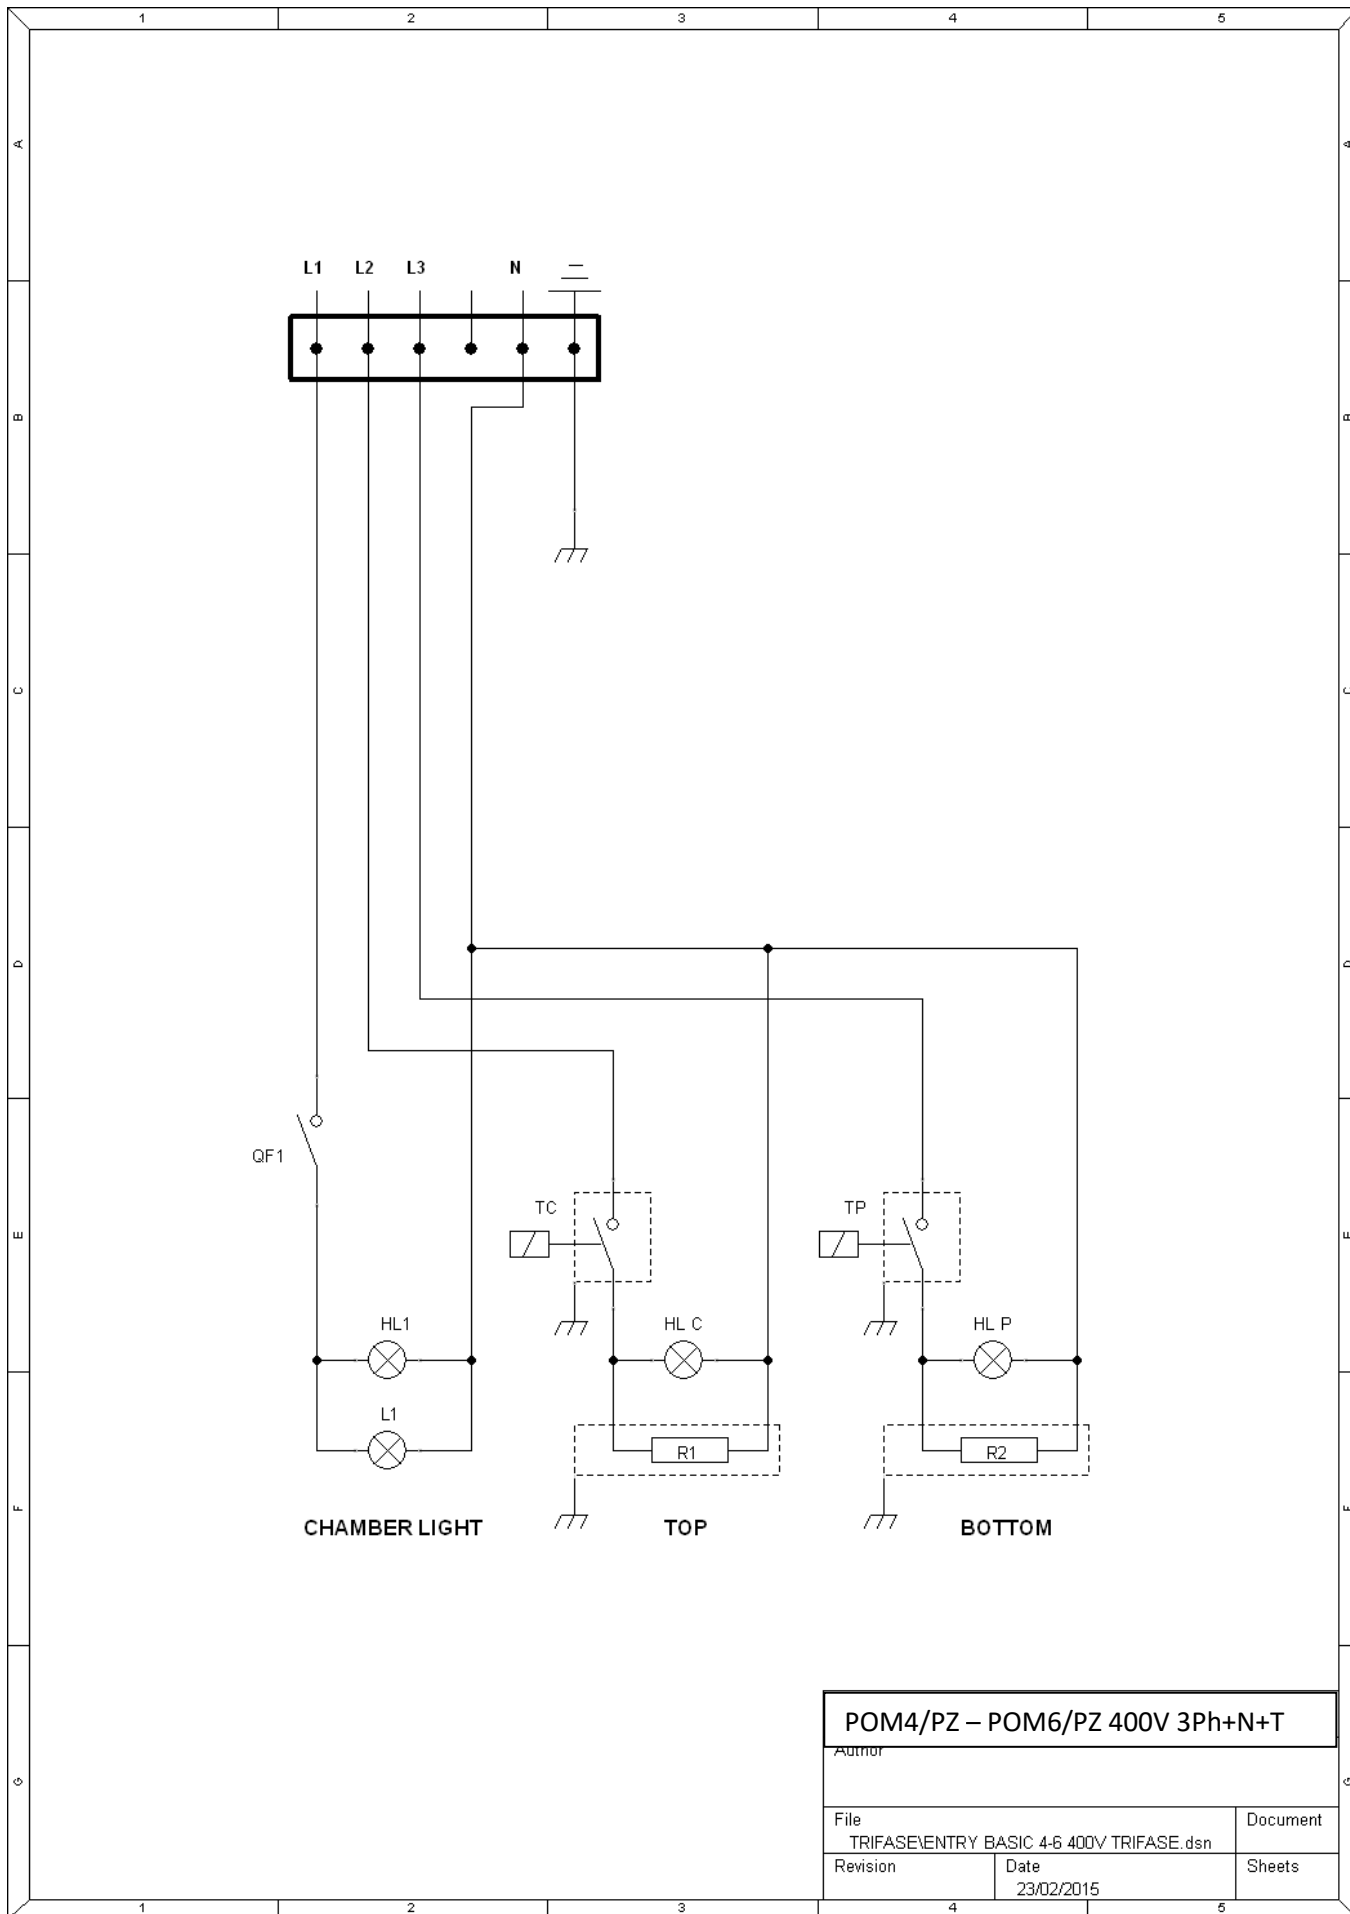 1 2 3 4 5
A A
L1 L2 L3 N
B B
C C
D D
QF1
TC TP
E E
HL1 HL C HL P
L1
R1 R2
F F
CHAMBER LIGHT TOP BOTTOM
POM4/PZ – POM6/PZ 400V 3Ph+N+T
Author
G G
File Document
TRIFASE\ENTRY BASIC 4-6 400V TRIFASE.dsn
Revision Date Sheets
23/02/2015
1 2 3 4 5